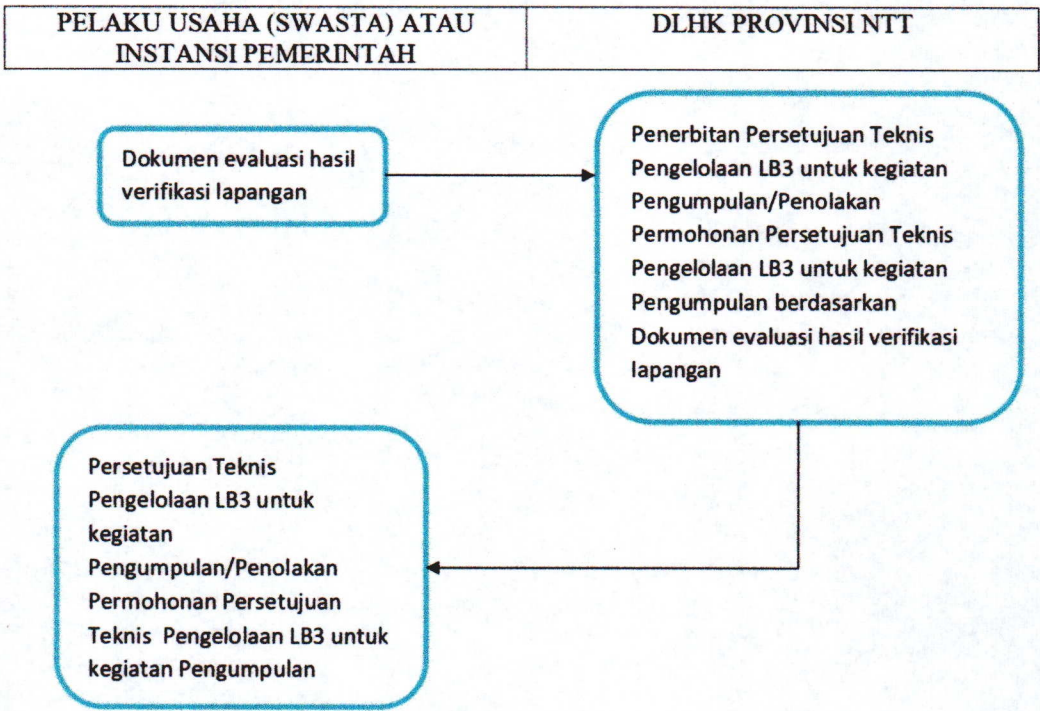 PELAKU USAHA (SWASTA) ATAU
INSTANSI PEMERINTAH
DLHK PROVINSI NTT
Dokumen evaluasi hasil
verifikasi lapangan
Penerbitan Persetujuan Teknis
Pengelolaan LB3 untuk kegiatan
Pengumpulan/Penolakan
Permohonan Persetujuan Teknis
Pengelolaan LB3 untuk kegiatan
Pengumpulan berdasarkan
Dokumen evaluasi hasil verifikasi
lapangan
Persetujuan Teknis
Pengelolaan LB3 untuk
kegiatan
Pengumpulan/Penolakan
Permohonan Persetujuan
Teknis Pengelolaan LB3 untuk
kegiatan Pengumpulan